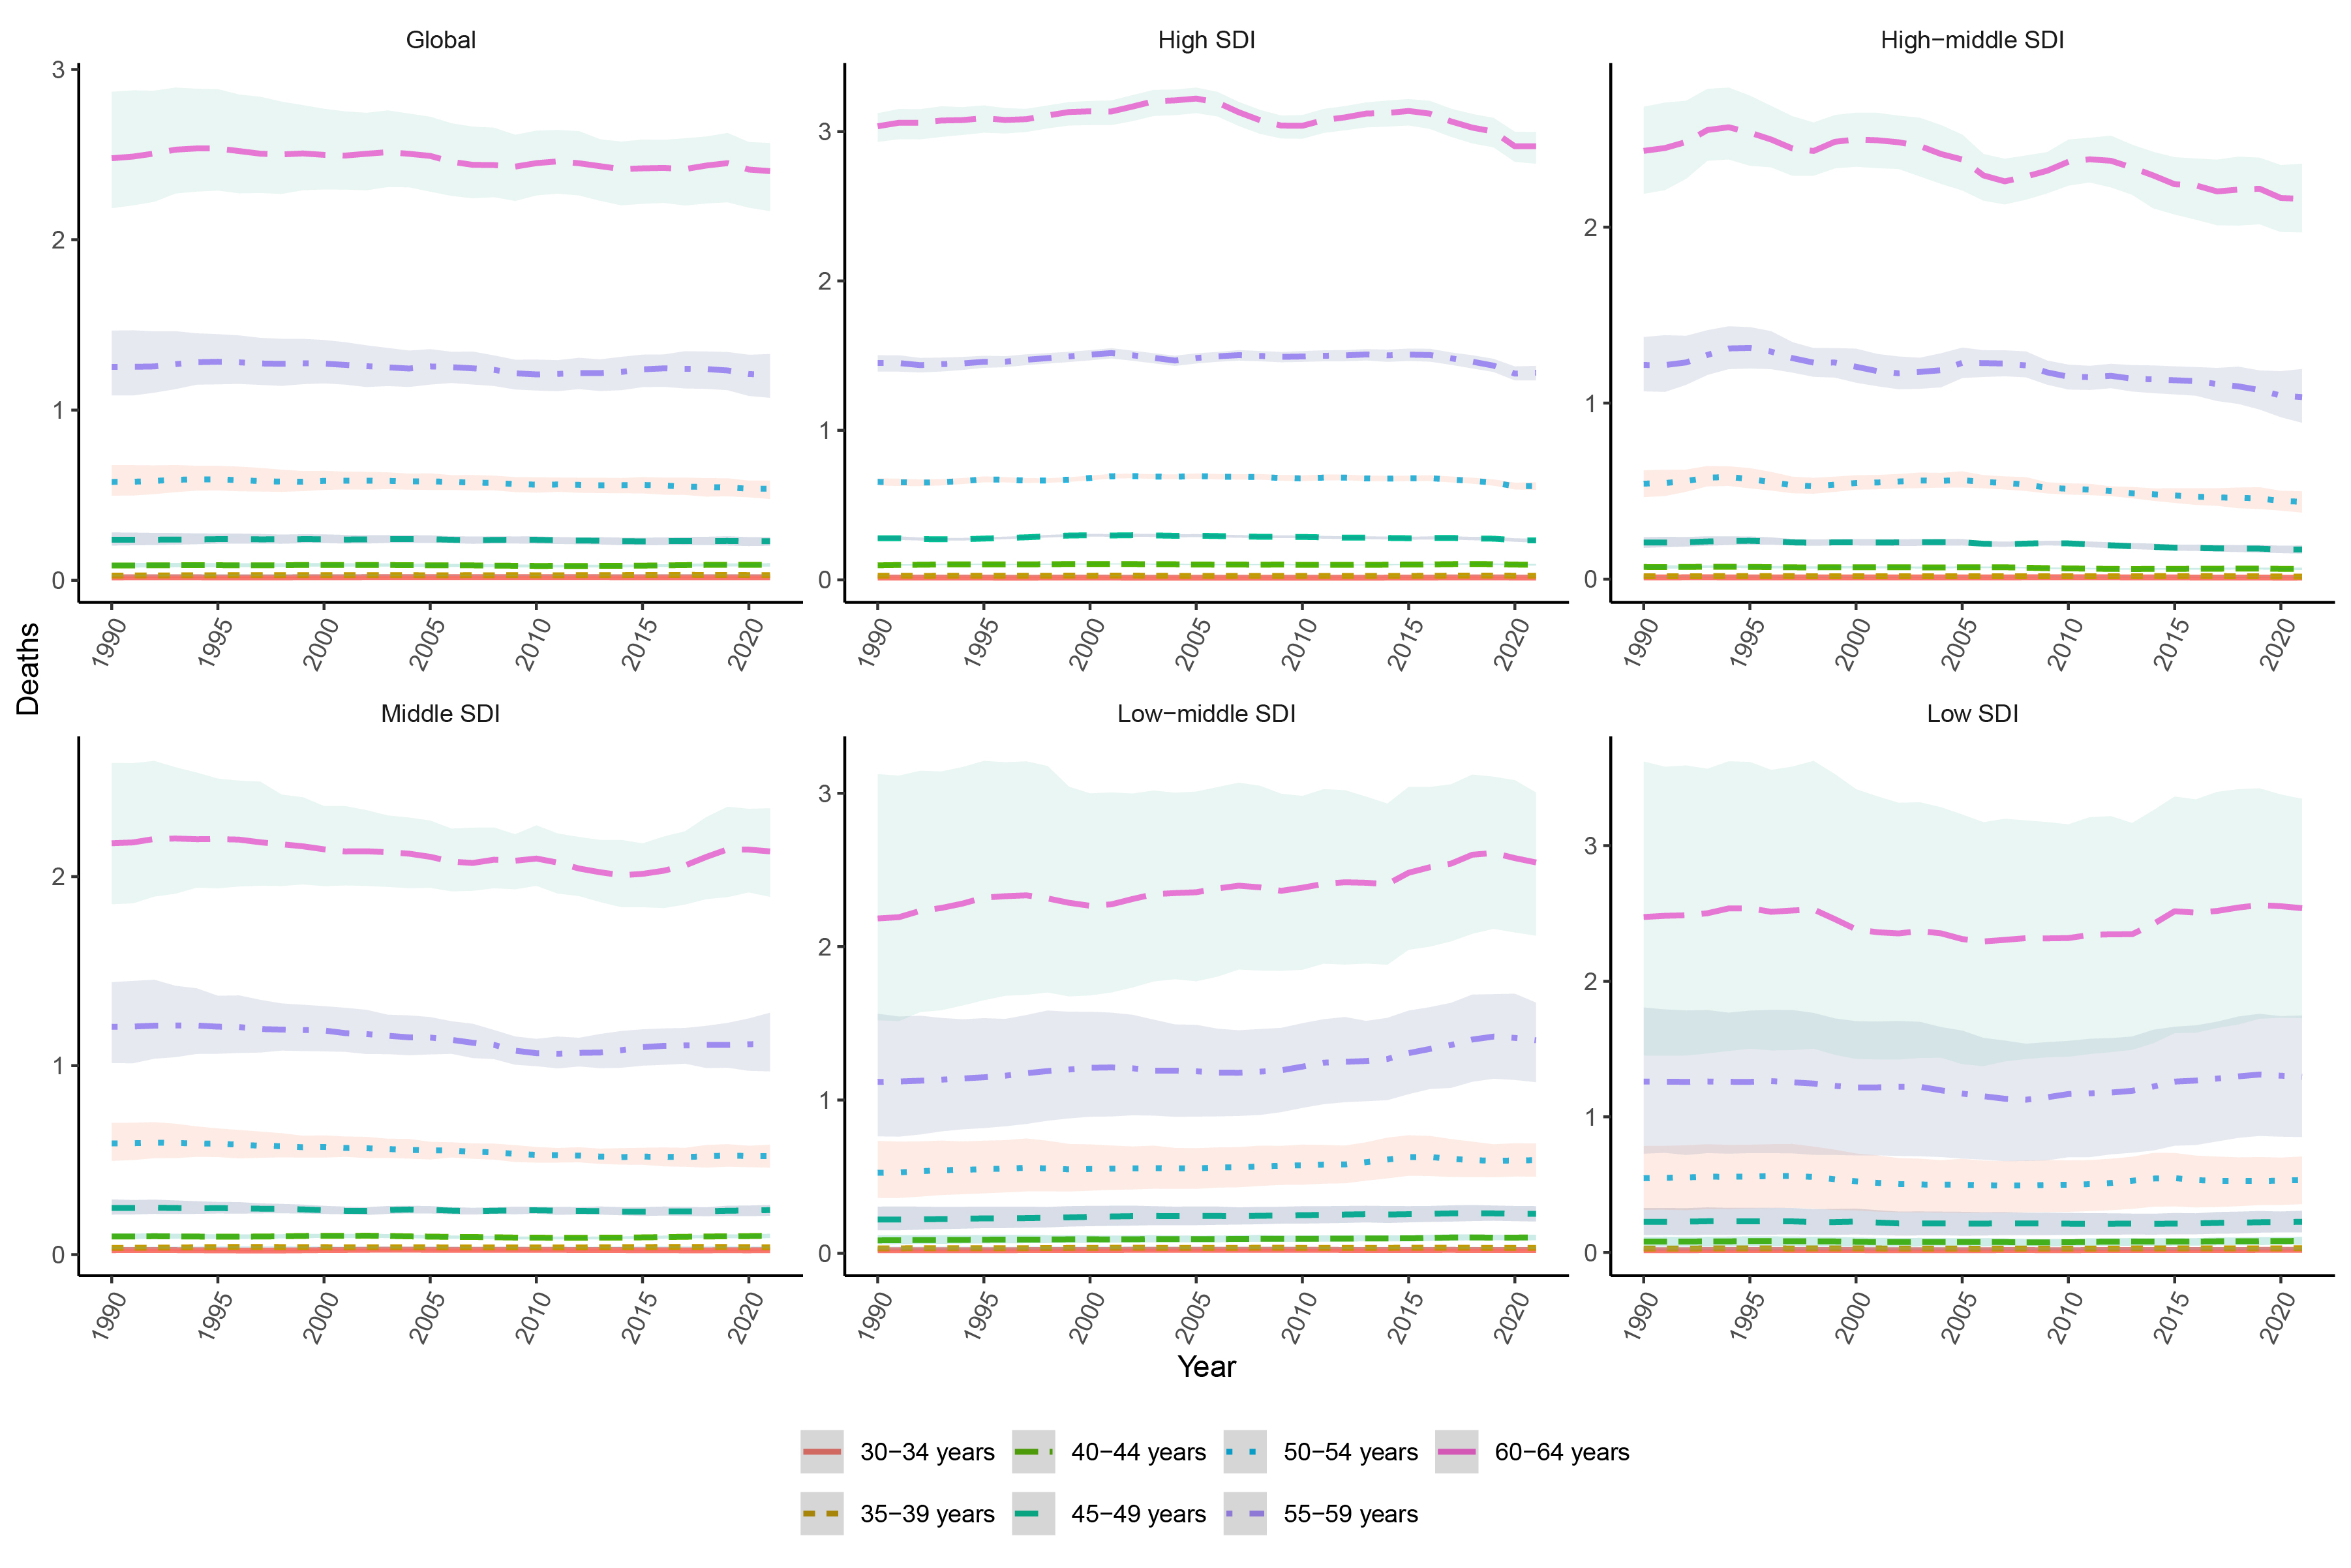 Global
High SDI
High−middle SDI
3
2
1
0
3
2
1
0
2
1
0
1990 1995 2000 2005 2010 2015 2020
1990 1995 2000 2005 2010 2015 2020
1990 1995 2000 2005 2010 2015 2020
Deaths
Middle SDI
Low−middle SDI
Low SDI
2
1
0
3
2
1
0
3
2
1
0
1990 1995 2000 2005 2010 2015 2020
1990 1995 2000 2005 2010 2015 2020
1990 1995 2000 2005 2010 2015 2020
Year
30−34 years 40−44 years 50−54 years 60−64 years
35−39 years 45−49 years 55−59 years